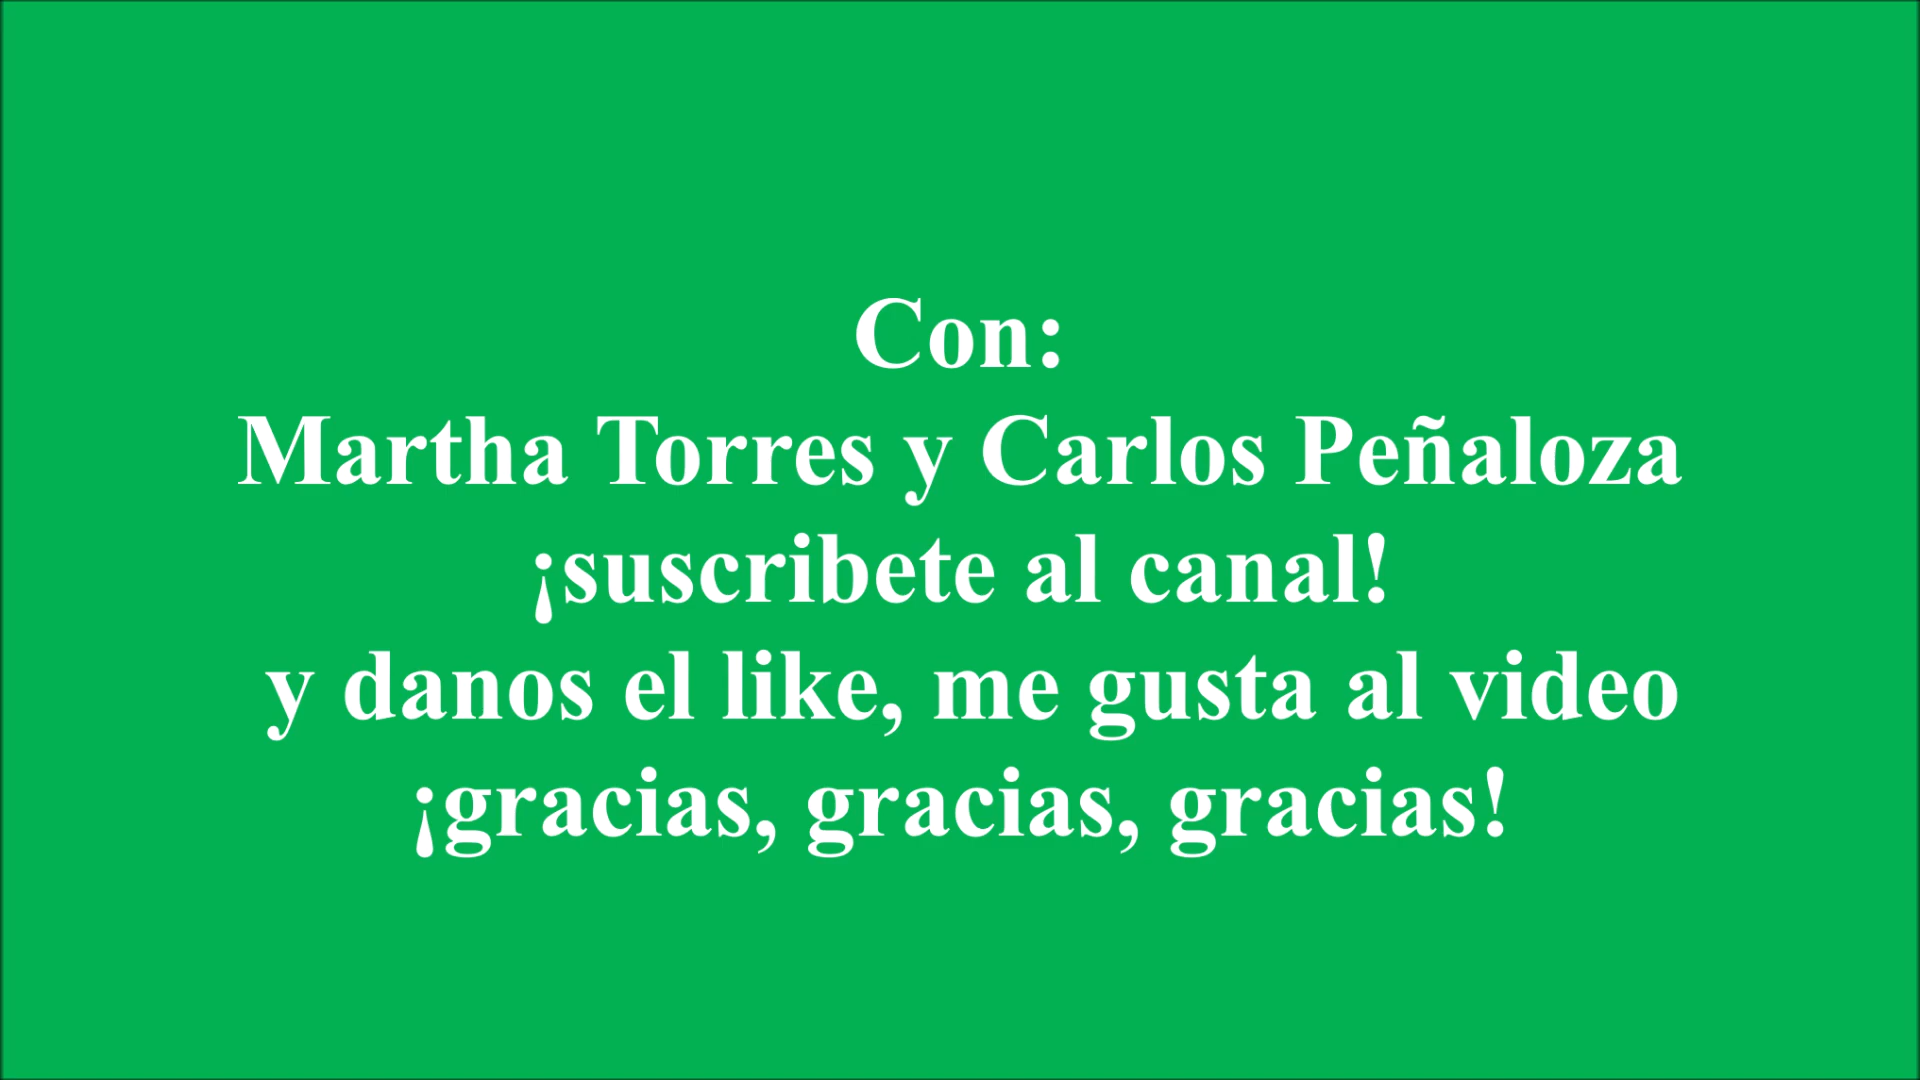 Con:
Martha Torres y Carlos Peñaloza
¡suscribete al canal!
y danos el like, me gusta al video
¡gracias, gracias, gracias!